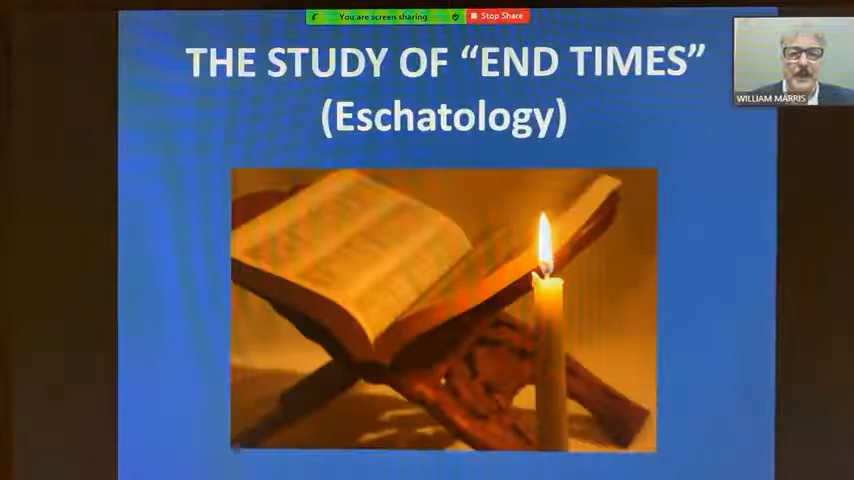 You are screen sharing
Stop Share
THE STUDY OF “END TIMES”
(Eschatology)
WILLIAM MARRIS